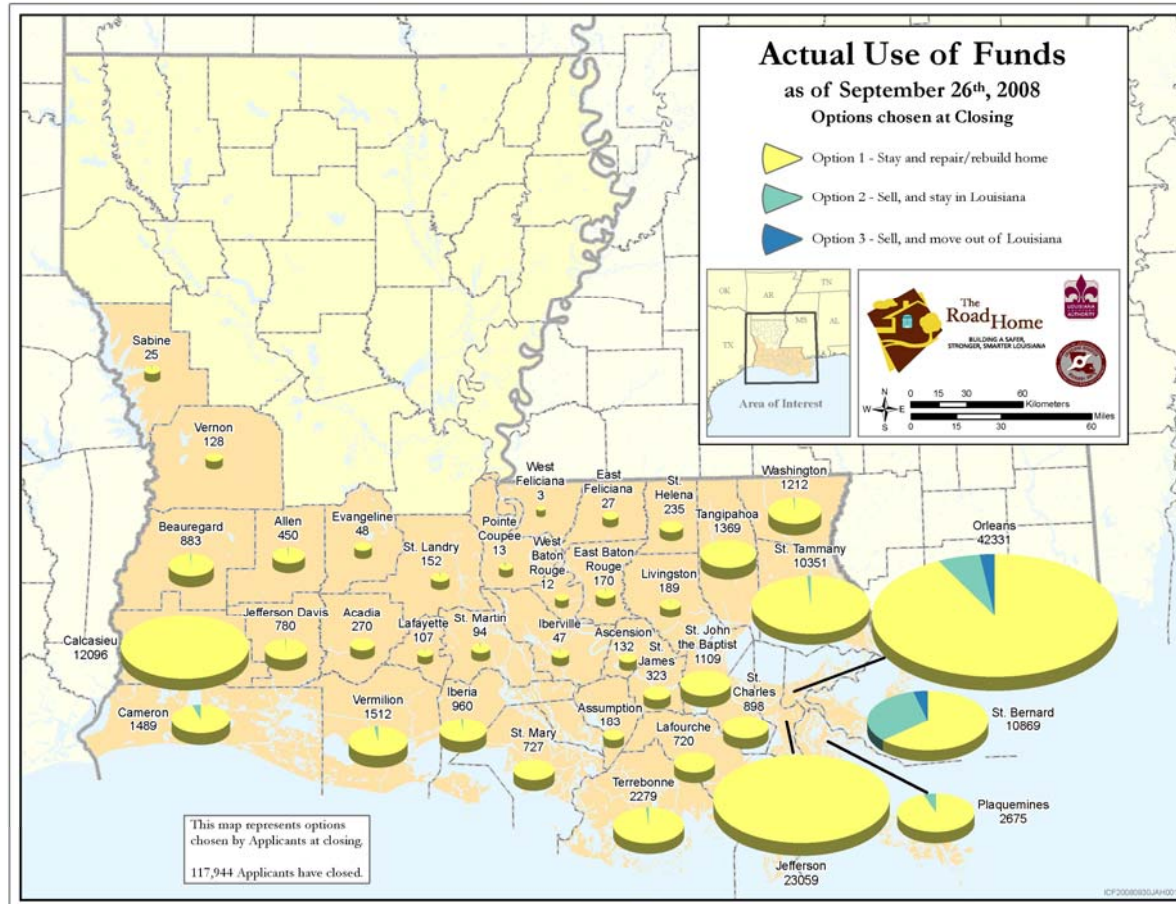 Actual Use of Funds
as of September 26th, 2008
Options chosen at Closing
Option 1 - Stay and repair/rebuild home
Option 2 - Sell, and stay in Louisiana
Option 3 - Sell, and move out of Louisiana
OK
AR
TN
TX
MS
AL
Area of Interest
The
Road Home
BUILDING A SAFER,
STRONGER, SMARTER LOUISIANA
LOUISIANA
AUTHORITY
N
W E
S
0 15 30 60
Kilometers
Miles
0 15 30 60
Sabine
25
Vernon
128
Beauregard
883
Allen
450
Evangeline
48
St. Landry
152
Pointe
Coupee
13
West
Feliciana
3
East
Feliciana
27
St.
Helena
235
Tangipahoa
1369
Washington
1212
St. Tammany
10351
Orleans
42331
West
Baton
Rouge
12
East Baton
Rouge
170
Livingston
189
Calcasieu
12096
Jefferson Davis
780
Acadia
270
Lafayette
107
St. Martin
94
Iberville
47
Ascension
132
St.
James
323
St. John
the Baptist
1109
St.
Charles
898
St. Bernard
10869
Cameron
1489
Vermilion
1512
Iberia
960
St. Mary
727
Assumption
183
Lafourche
720
Terrebonne
2279
Jefferson
23059
Plaquemines
2675
This map represents options
chosen by Applicants at closing.
117,944 Applicants have closed.
ICF20080930JAH001